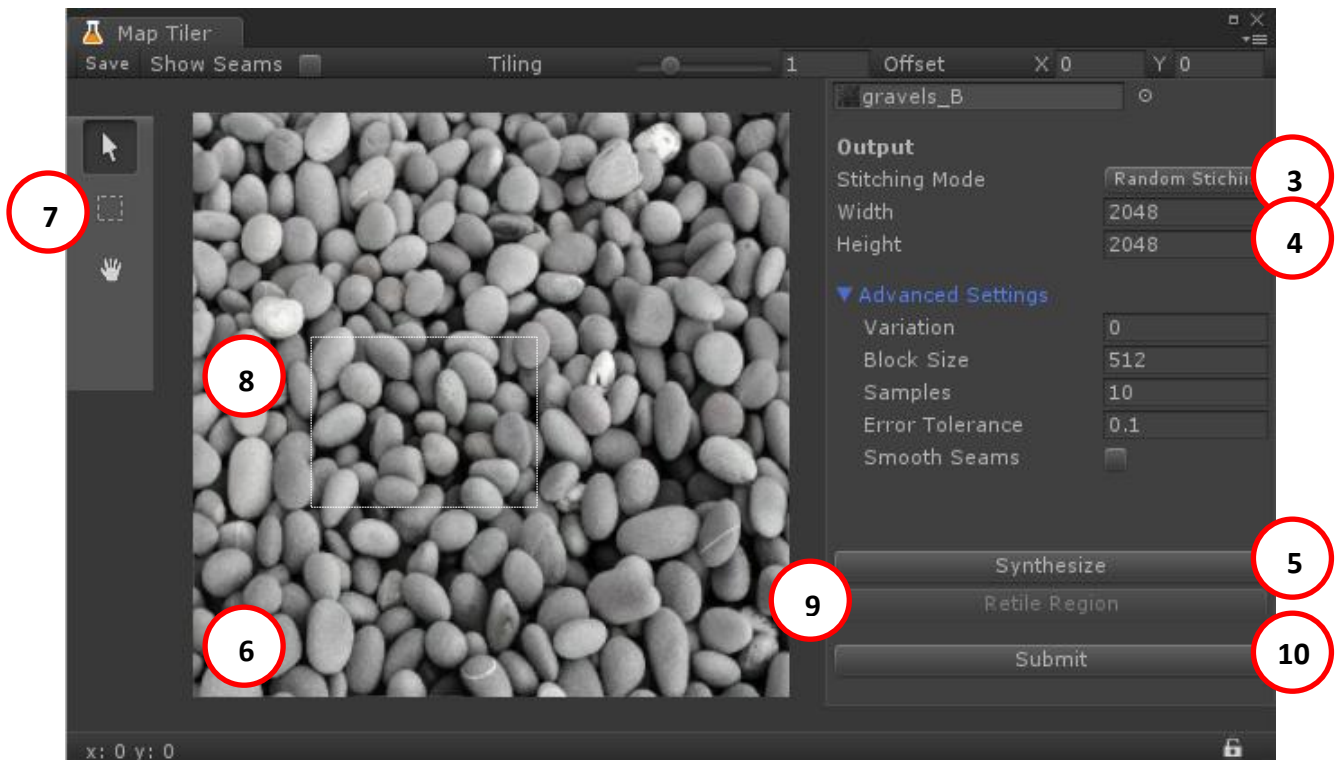 Map Tiler
Save Show Seams Tiling 1 Offset X 0 Y 0
gravels_B
Output
Stitching Mode Random Stichin
3
Width 2048
Height 2048
4
7
Advanced Settings
Variation 0
Block Size 512
8
Samples 10
Error Tolerance 0.1
Smooth Seams
Synthesize
5
9
Retile Region
6
Submit
10
x: 0 y: 0